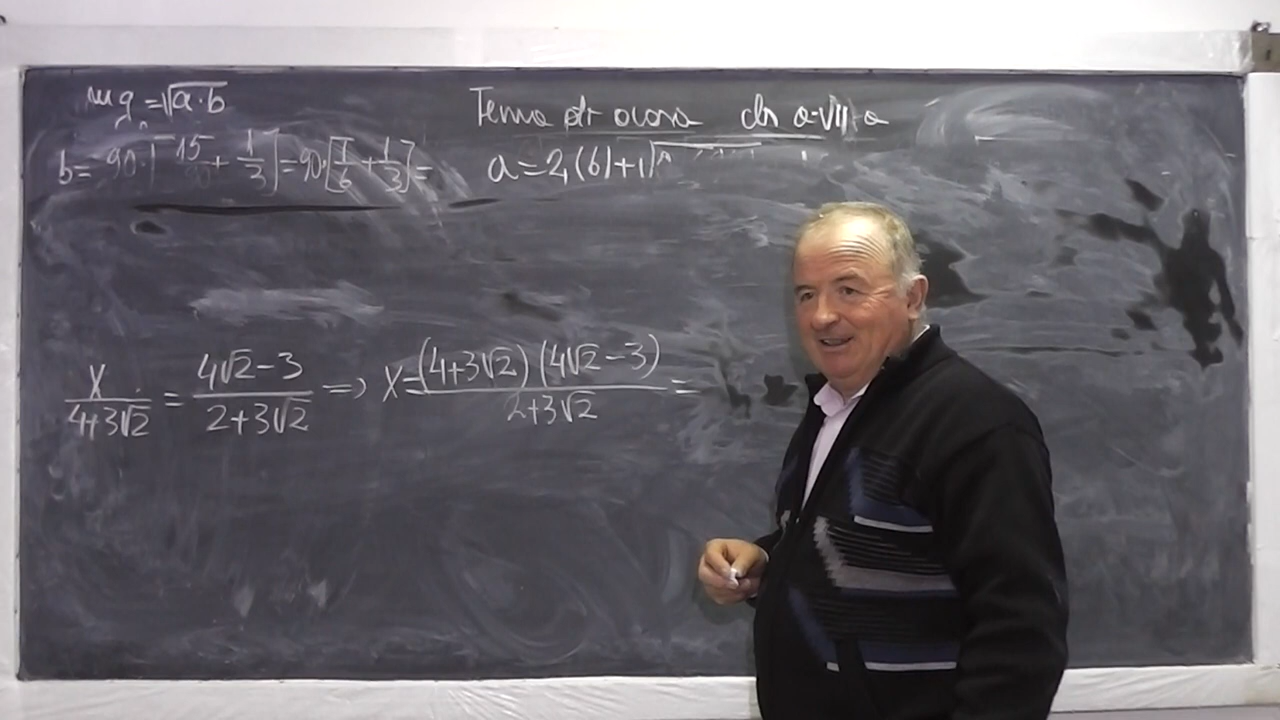 mg = √a·b
Tema de acasa cls a-VII-a
b = 90·[ 15/90 + 1/3 ] = 90·[ 1/6 + 1/3 ] =
a = 2,(6) + 1
x/(4+3√2) = (4√2−3)/(2+3√2) ⇒ x = (4+3√2)(4√2−3)/(2+3√2) =